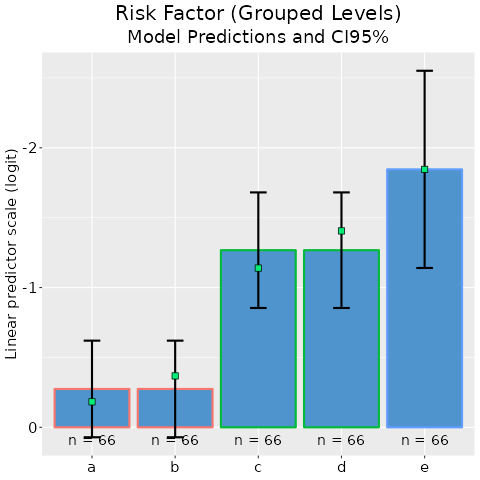 Risk Factor (Grouped Levels)
Model Predictions and CI95%
Linear predictor scale (logit)
-2
-1
0
n = 66 n = 66 n = 66 n = 66 n = 66
a b c d e